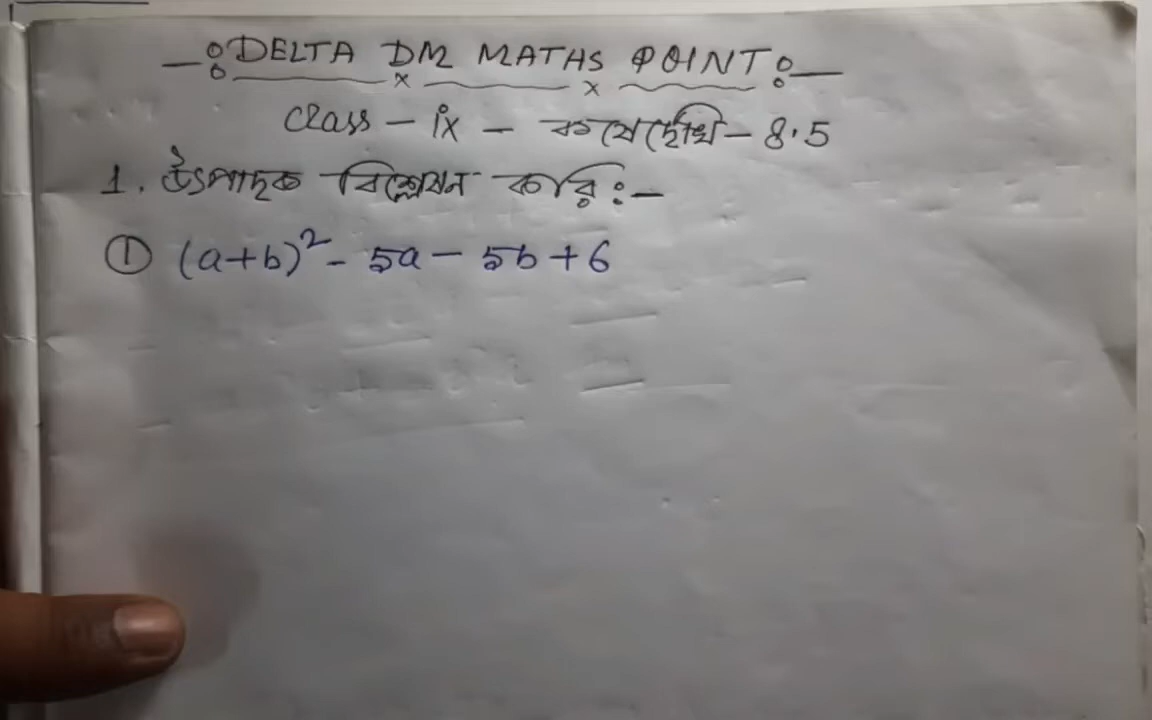 —:DELTA DM MATHS POINT:—
Class - ix - কষে দেখি - 8.5
1. উৎপাদক বিশ্লেষণ করি:-
① (a+b)² - 5a - 5b + 6